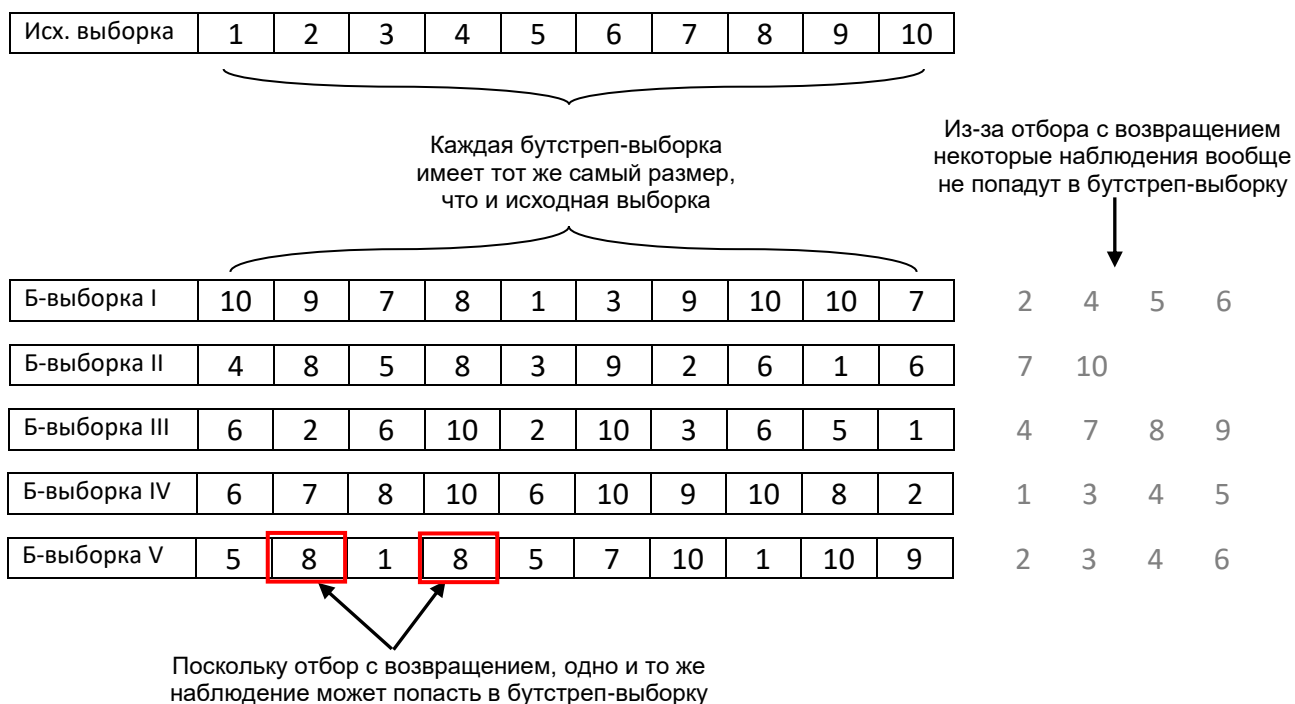 Исх. выборка 1 2 3 4 5 6 7 8 9 10
Каждая бутстреп-выборка
имеет тот же самый размер,
что и исходная выборка
Из-за отбора с возвращением
некоторые наблюдения вообще
не попадут в бутстреп-выборку
Б-выборка I 10 9 7 8 1 3 9 10 10 7 2 4 5 6
Б-выборка II 4 8 5 8 3 9 2 6 1 6 7 10
Б-выборка III 6 2 6 10 2 10 3 6 5 1 4 7 8 9
Б-выборка IV 6 7 8 10 6 10 9 10 8 2 1 3 4 5
Б-выборка V 5 8 1 8 5 7 10 1 10 9 2 3 4 6
Поскольку отбор с возвращением, одно и то же
наблюдение может попасть в бутстреп-выборку